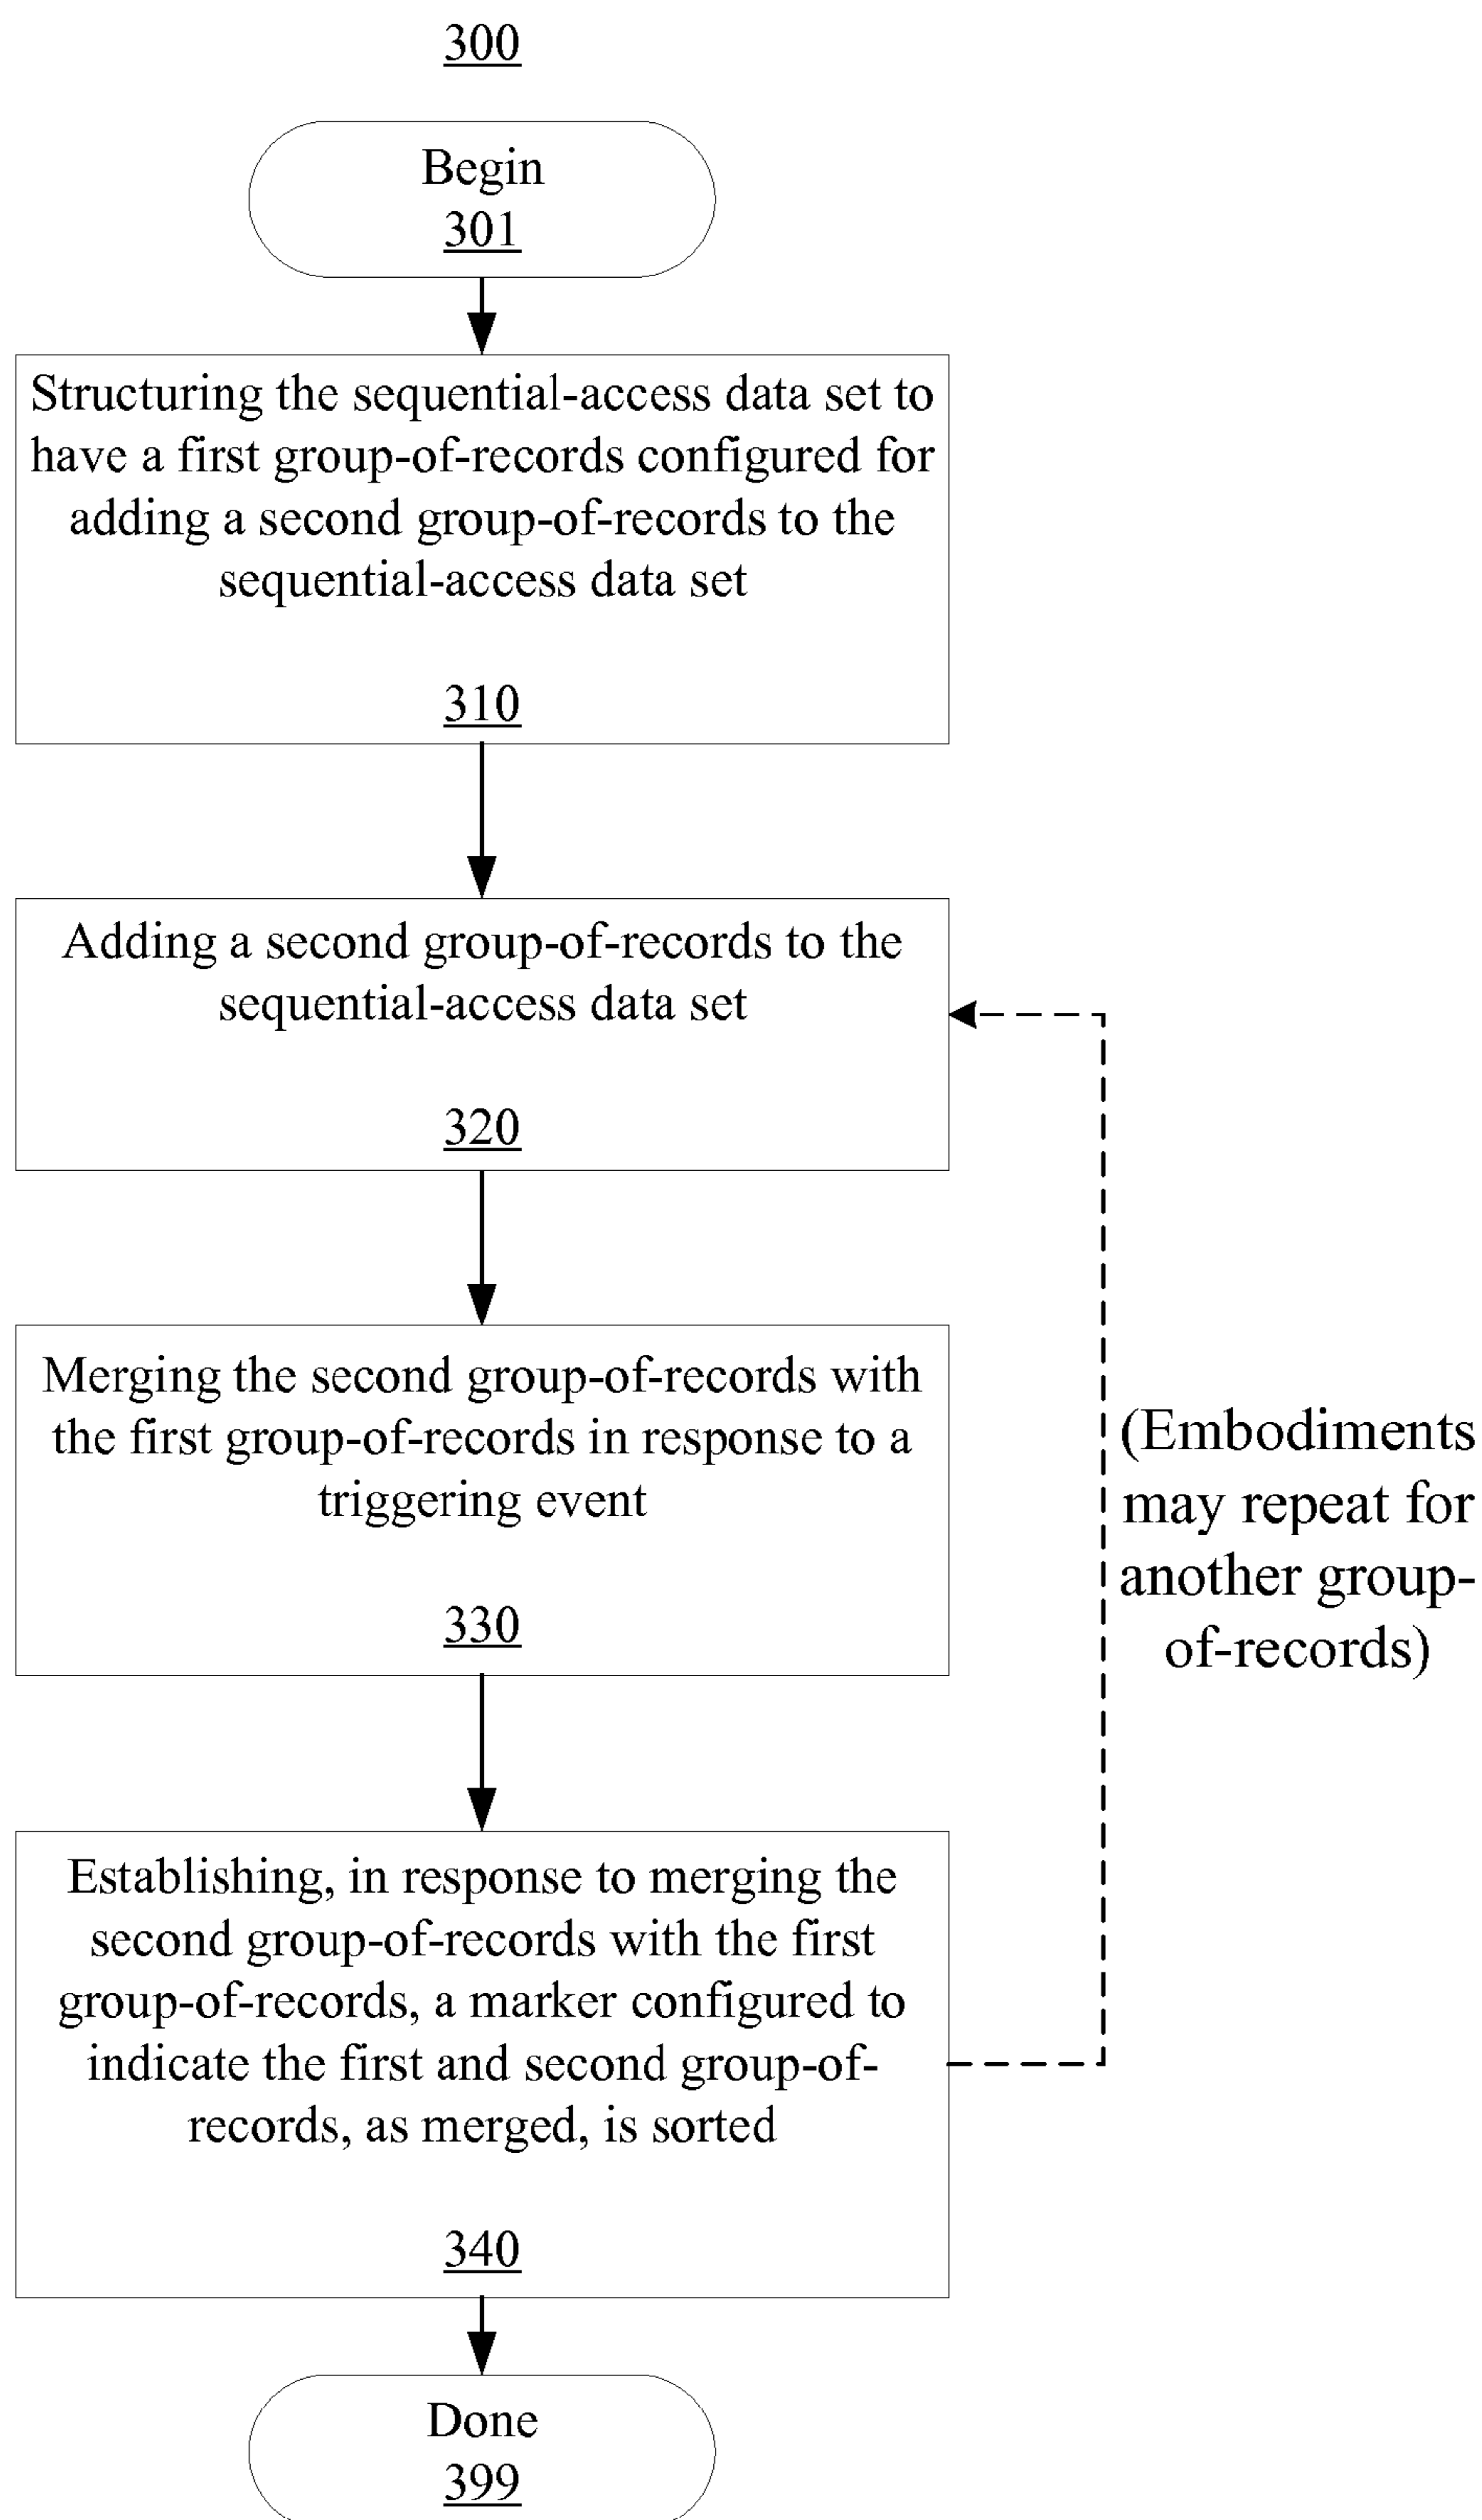 300
Begin
301
Structuring the sequential-access data set to
have a first group-of-records configured for
adding a second group-of-records to the
sequential-access data set
310
Adding a second group-of-records to the
sequential-access data set
320
Merging the second group-of-records with
the first group-of-records in response to a
triggering event
330
(Embodiments
may repeat for
another group-
of-records)
Establishing, in response to merging the
second group-of-records with the first
group-of-records, a marker configured to
indicate the first and second group-of-
records, as merged, is sorted
340
Done
399